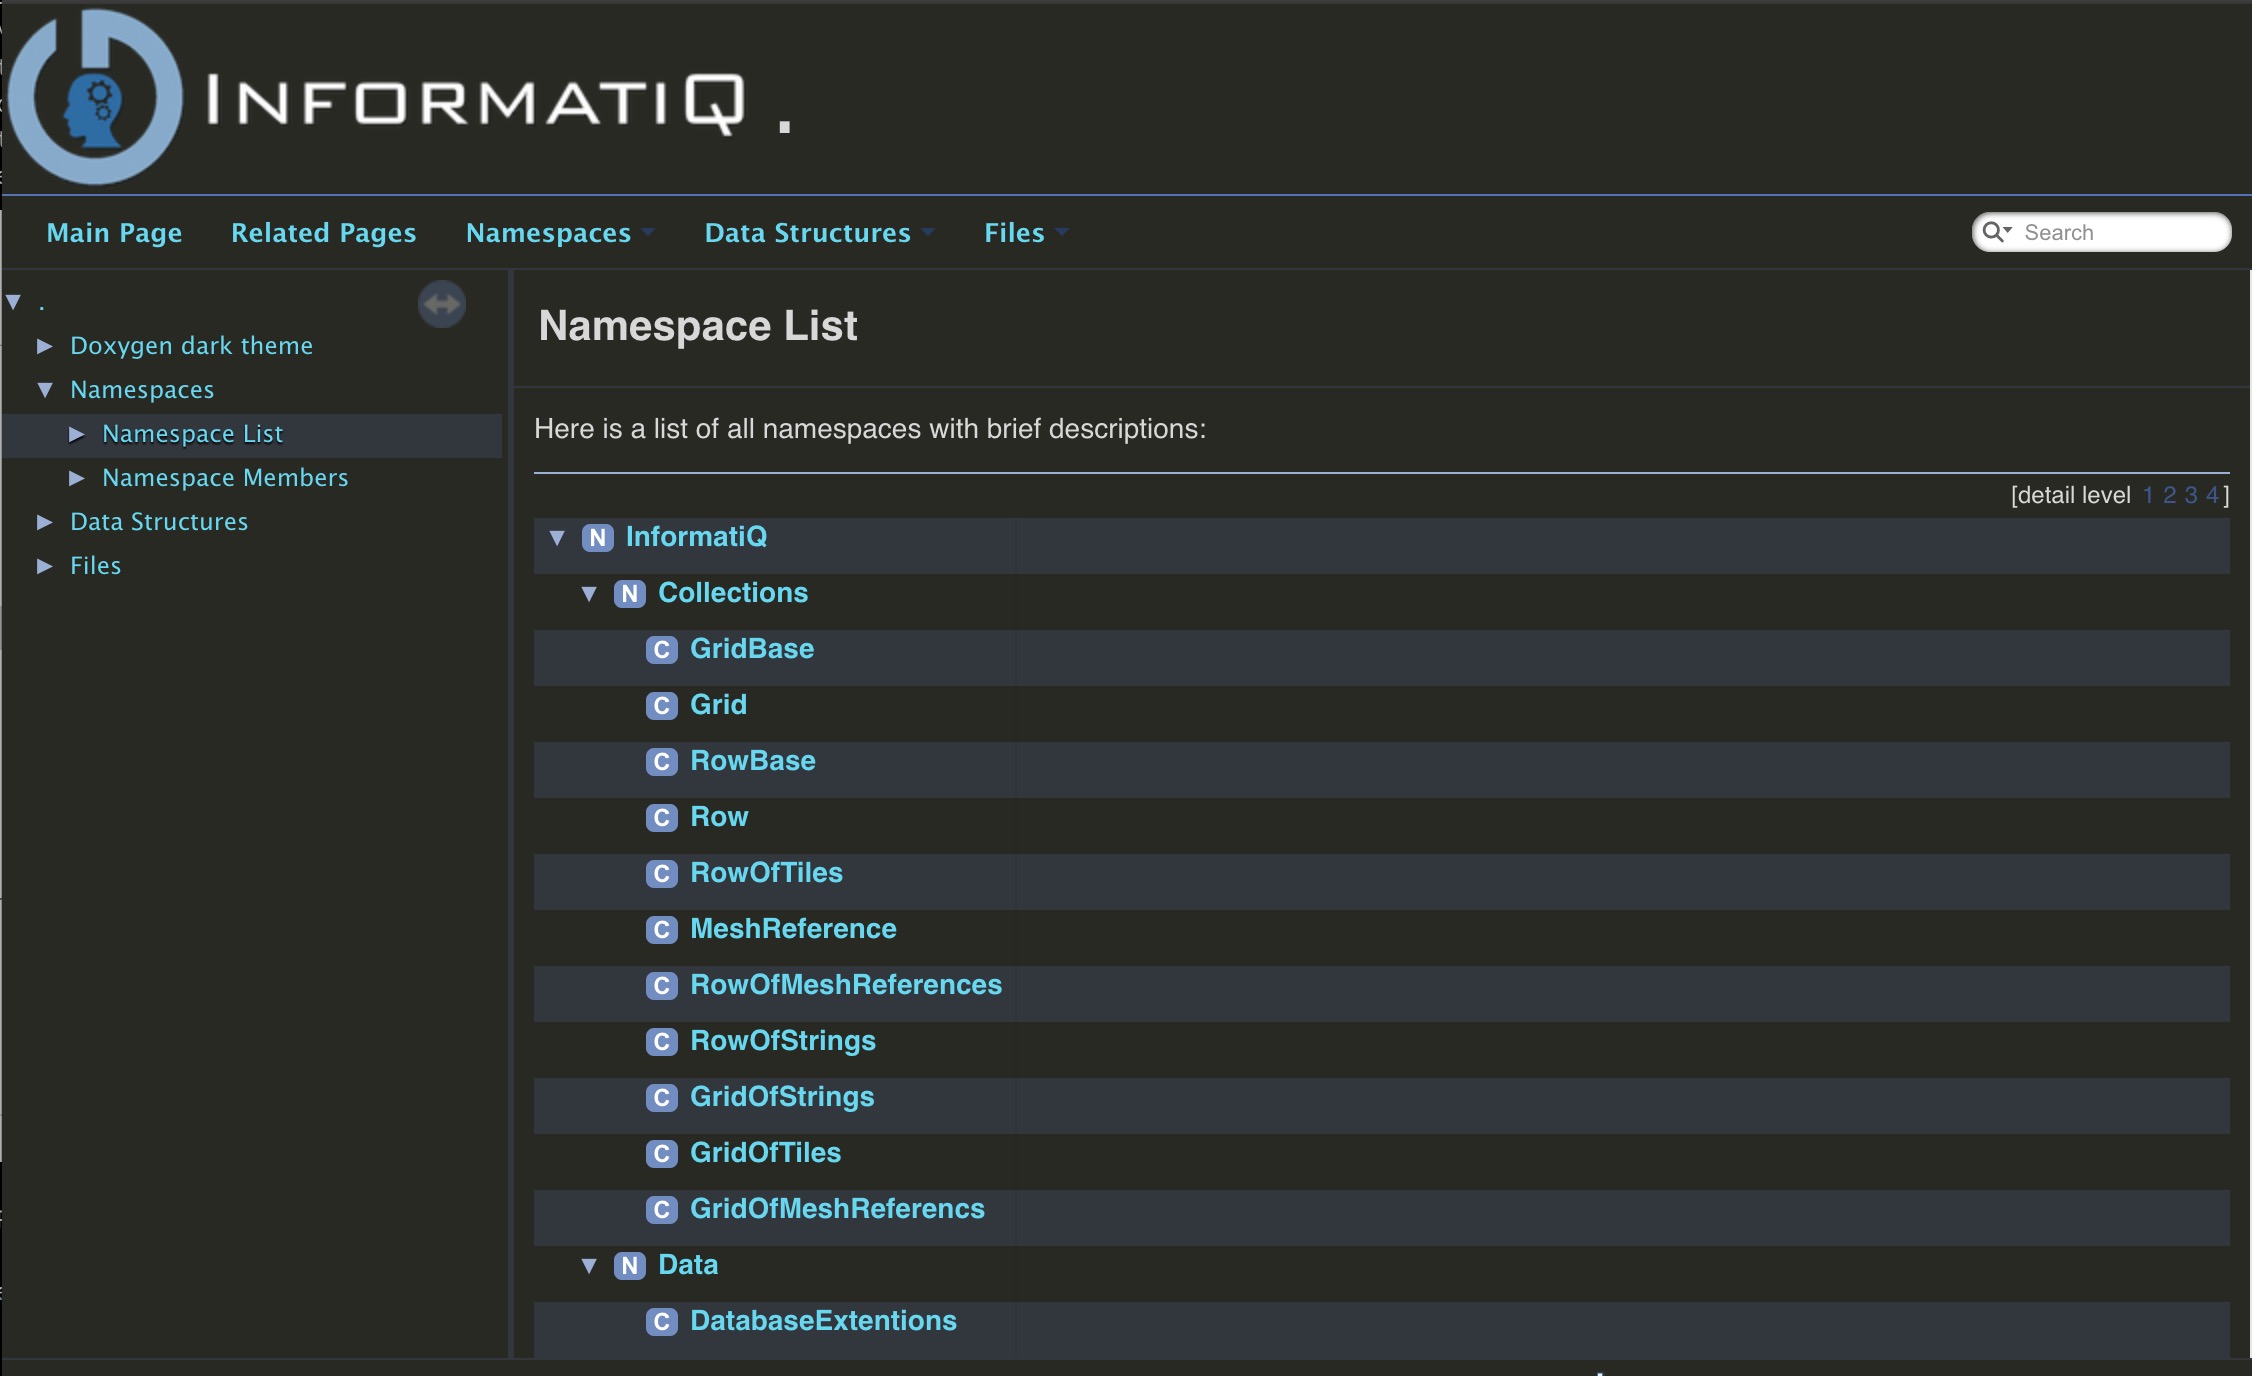 INFORMATIQ .
Main Page Related Pages Namespaces Data Structures Files Search
.
Doxygen dark theme
Namespaces
Namespace List
Namespace Members
Data Structures
Files
Namespace List
Here is a list of all namespaces with brief descriptions:
[detail level 1 2 3 4]
N InformatiQ
N Collections
C GridBase
C Grid
C RowBase
C Row
C RowOfTiles
C MeshReference
C RowOfMeshReferences
C RowOfStrings
C GridOfStrings
C GridOfTiles
C GridOfMeshReferencs
N Data
C DatabaseExtentions